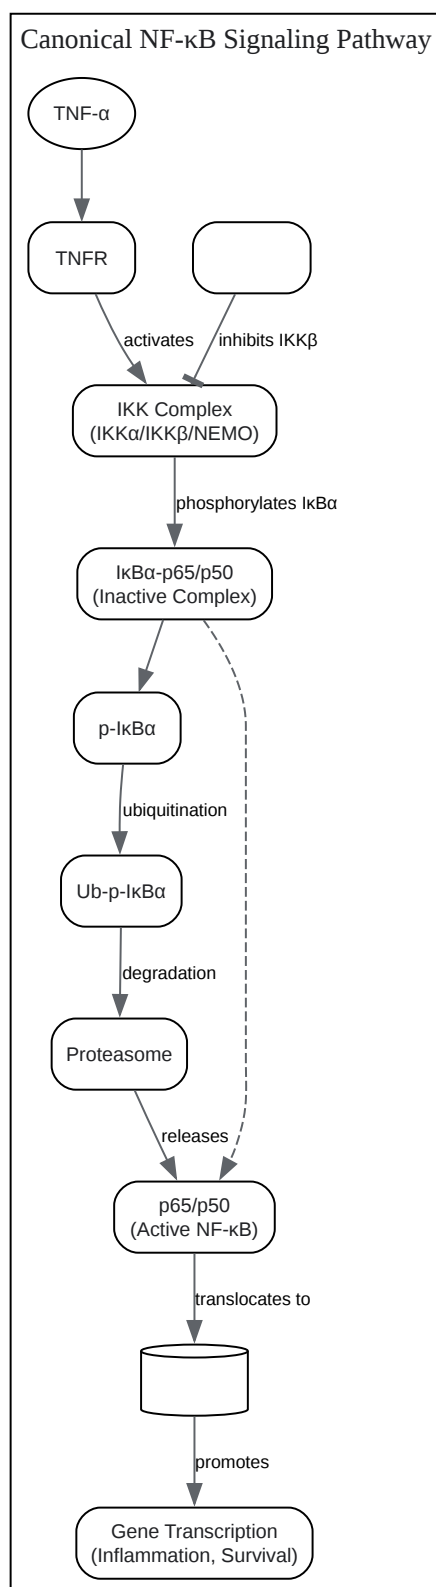 Canonical NF-κB Signaling Pathway
TNF-α
TNFR
activates
inhibits IKKβ
IKK Complex
(IKKα/IKKβ/NEMO)
phosphorylates IκBα
IκBα-p65/p50
(Inactive Complex)
p-IκBα
ubiquitination
Ub-p-IκBα
degradation
Proteasome
releases
p65/p50
(Active NF-κB)
translocates to
promotes
Gene Transcription
(Inflammation, Survival)